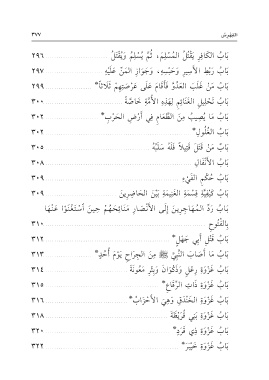 الفهرس ٣٧٧
بَابُ الكَافِرِ يَقْتُلُ المُسْلِمَ، ثُمَّ يُسْلِمُ وَيُقْتَلُ ٢٩٦
بَابُ رَبْطِ الأَسِيرِ وَحَبْسِهِ، وَجَوَازِ المَنِّ عَلَيْهِ ٢٩٧
بَابُ مَنْ غَلَبَ العَدُوَّ فَأَقَامَ عَلَى عَرْصَتِهِمْ ثَلَاثًا* ٢٩٩
بَابُ تَحْلِيلِ الغَنَائِمِ لِهَذِهِ الأُمَّةِ خَاصَّةً ٣٠٠
بَابُ مَا يُصِيبُ مِنَ الطَّعَامِ فِي أَرْضِ الحَرْبِ* ٣٠٢
بَابُ الغُلُولِ* ٣٠٢
بَابُ مَنْ قَتَلَ قَتِيلًا فَلَهُ سَلَبُهُ ٣٠٥
بَابُ الأَنْفَالِ ٣٠٨
بَابُ حُكْمِ الفَيْءِ ٣٠٩
بَابُ كَيْفِيَّةِ قِسْمَةِ الغَنِيمَةِ بَيْنَ الحَاضِرِينَ ٣٠٩
بَابُ رَدِّ المُهَاجِرِينَ إِلَى الأَنْصَارِ مَنَائِحَهُمْ حِينَ اسْتَغْنَوْا عَنْهَا
بِالفُتُوحِ ٣١٠
بَابُ قَتْلِ أَبِي جَهْلٍ* ٣١٢
بَابُ مَا أَصَابَ النَّبِيَّ ﷺ مِنَ الجِرَاحِ يَوْمَ أُحُدٍ* ٣١٣
بَابُ غَزْوَةِ رِعْلٍ وَذَكْوَانَ وَبِئْرِ مَعُونَةَ ٣١٤
بَابُ غَزْوَةِ ذَاتِ الرِّقَاعِ* ٣١٥
بَابُ غَزْوَةِ الخَنْدَقِ وَهِيَ الأَحْزَابُ* ٣١٦
بَابُ غَزْوَةِ بَنِي قُرَيْظَةَ ٣١٨
بَابُ غَزْوَةِ ذِي قَرَدٍ* ٣٢٠
بَابُ غَزْوَةِ خَيْبَرَ* ٣٢٢